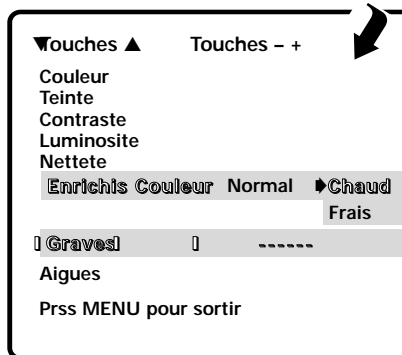 ▼Touches ▲ Touches – +
Couleur
Teinte
Contraste
Luminosite
Nettete
Enrichis Couleur Normal ➧Chaud
Frais
Graves ------
Aigues
Prss MENU pour sortir